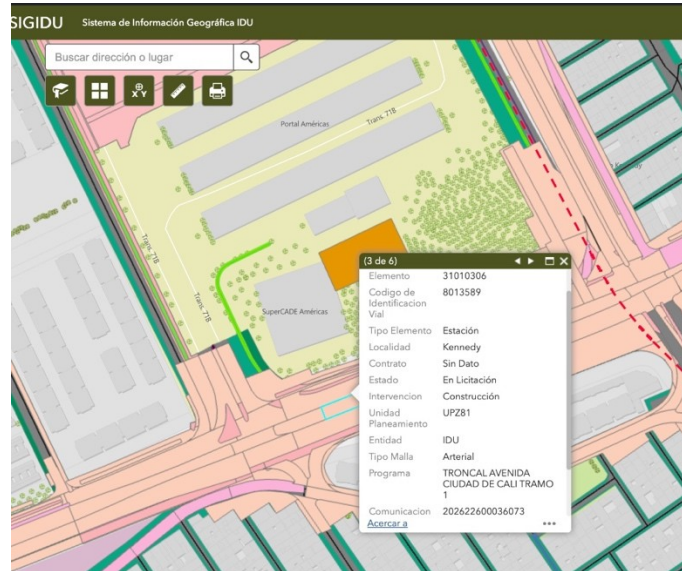 SIGIDU Sistema de Información Geográfica IDU
Buscar dirección o lugar
X Y
Portal Américas
Trans. 71B
Trans. 71B
Trans. 71B
SuperCADE Américas
Kennedy
(3 de 6)
Elemento 31010306
Codigo de Identificacion Vial 8013589
Tipo Elemento Estación
Localidad Kennedy
Contrato Sin Dato
Estado En Licitación
Intervencion Construcción
Unidad Planeamiento UPZ81
Entidad IDU
Tipo Malla Arterial
Programa TRONCAL AVENIDA CIUDAD DE CALI TRAMO 1
Comunicacion 202622600036073
Acercar a